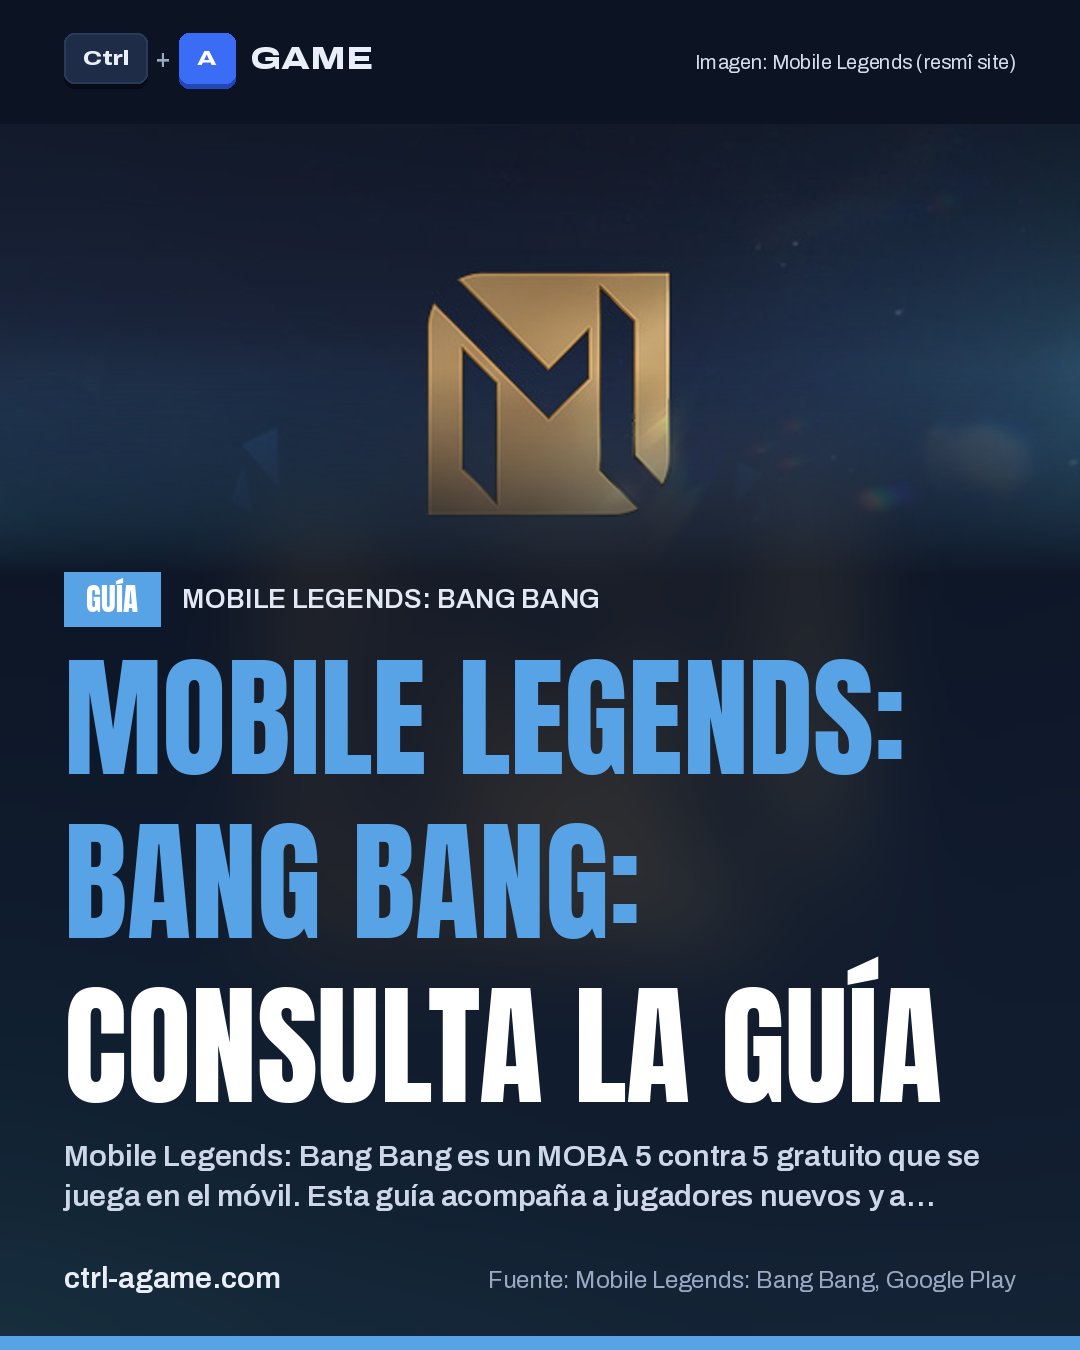 Ctrl + A GAME
Imagen: Mobile Legends (resmî site)
GUÍA MOBILE LEGENDS: BANG BANG
MOBILE LEGENDS:
BANG BANG:
CONSULTA LA GUÍA
Mobile Legends: Bang Bang es un MOBA 5 contra 5 gratuito que se
juega en el móvil. Esta guía acompaña a jugadores nuevos y a...
ctrl-agame.com
Fuente: Mobile Legends: Bang Bang, Google Play